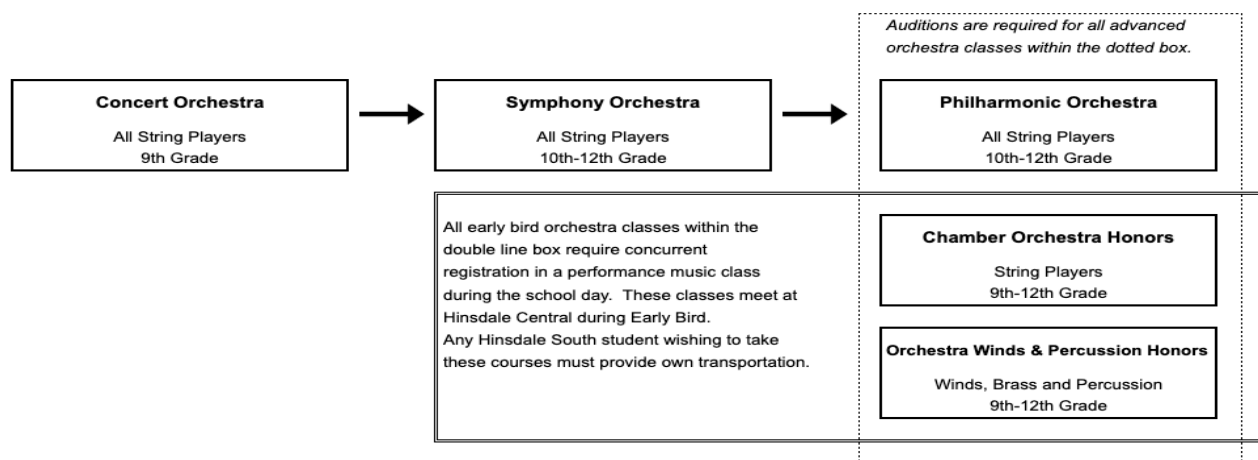 Auditions are required for all advanced
orchestra classes within the dotted box.
Concert Orchestra
All String Players
9th Grade
Symphony Orchestra
All String Players
10th-12th Grade
Philharmonic Orchestra
All String Players
10th-12th Grade
All early bird orchestra classes within the
double line box require concurrent
registration in a performance music class
during the school day.  These classes meet at
Hinsdale Central during Early Bird.
Any Hinsdale South student wishing to take
these courses must provide own transportation.
Chamber Orchestra Honors
String Players
9th-12th Grade
Orchestra Winds & Percussion Honors
Winds, Brass and Percussion
9th-12th Grade